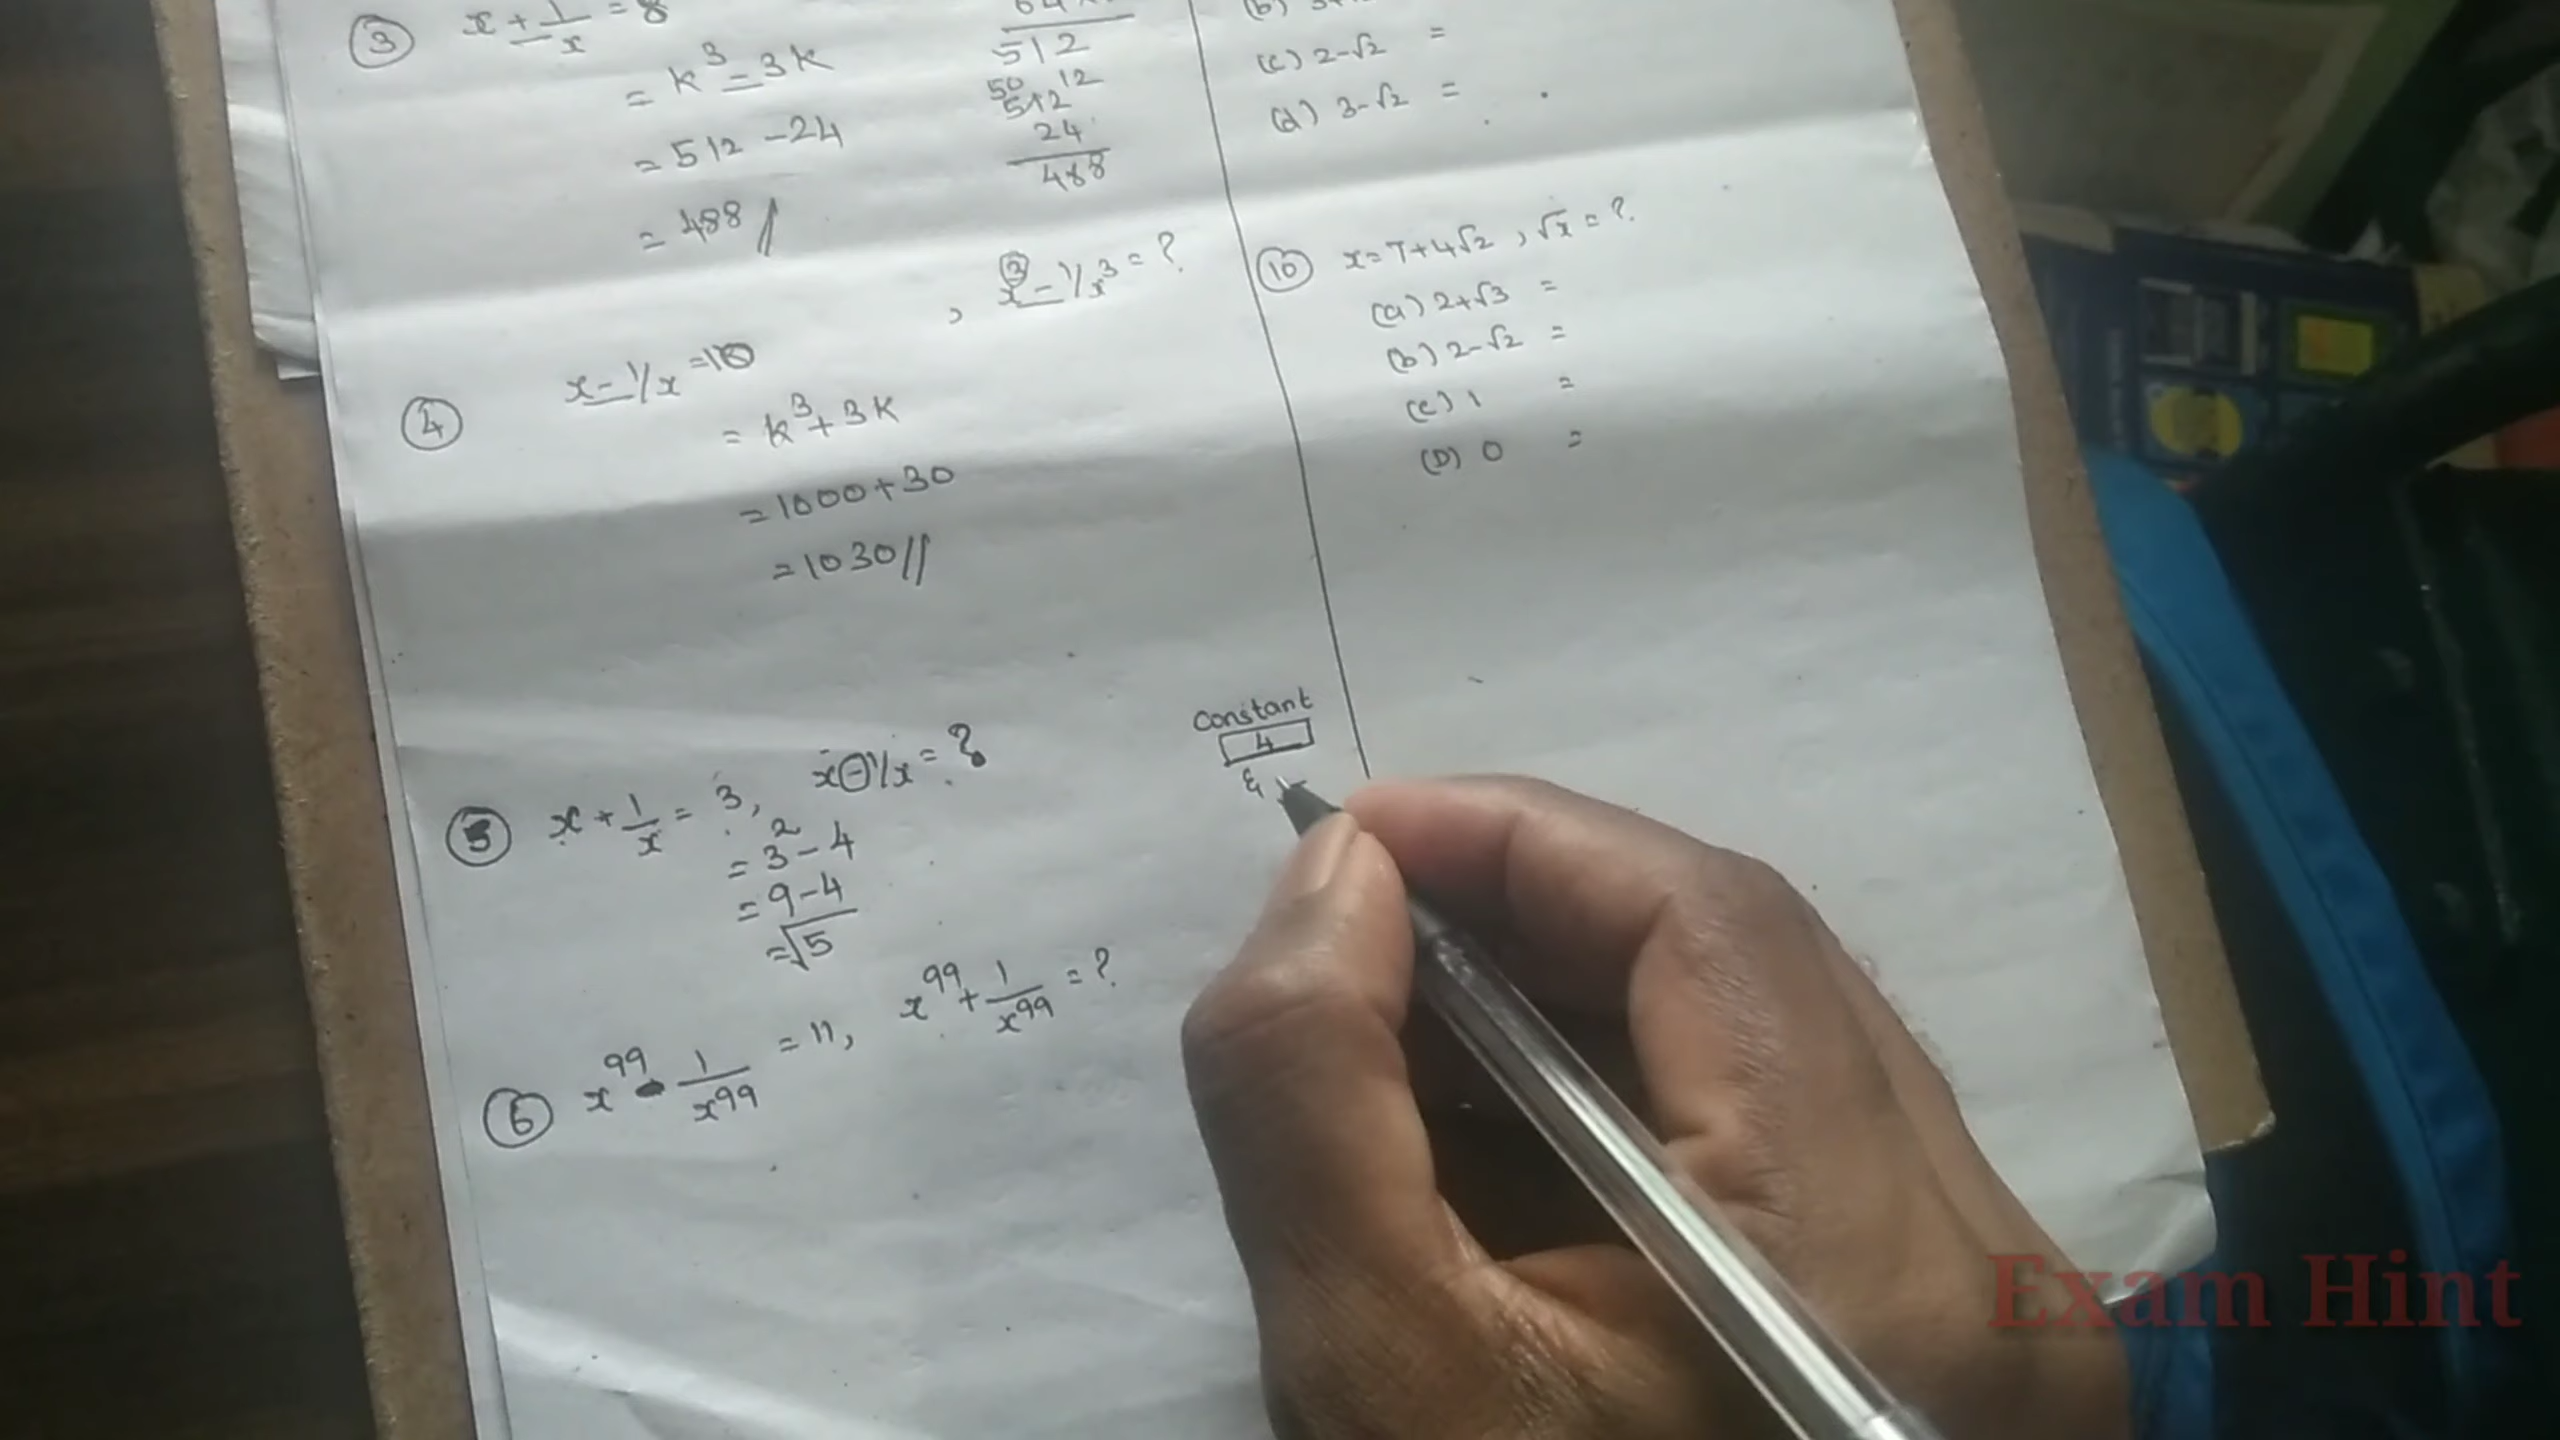 ③ x + 1/x = 8
= k³ - 3k
= 512 - 24
= 488 //
512
50 12
512
24
488
④ x - 1/x = 10 , x³ - 1/x³ = ?
= k³ + 3k
= 1000 + 30
= 1030 //
Constant
4
&
⑤ x + 1/x = 3, x - 1/x = ?
= 3² - 4
= 9 - 4
= √5
⑥ x⁹⁹ - 1/x⁹⁹ = 11, x⁹⁹ + 1/x⁹⁹ = ?
(c) 2-√2 =
(d) 3-√2 =
⑩ x = 7+4√2 , √x = ?
(a) 2+√3 =
(b) 2-√2 =
(c) 1 =
(D) 0 =
Exam Hint